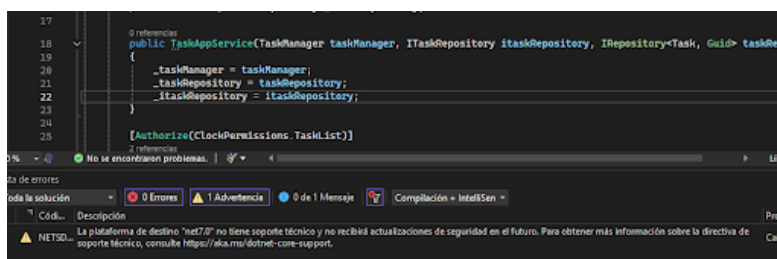 17
0 referencias
18 public TaskAppService(TaskManager taskManager, ITaskRepository itaskRepository, IRepository<Task, Guid> taskRe
19 {
20 _taskManager = taskManager;
21 _taskRepository = taskRepository;
22 _itaskRepository = itaskRepository;
23 }
24
25 [Authorize(ClockPermissions.TaskList)]
2 referencias
% No se encontraron problemas. Li
sta de errores
Toda la solución 0 Errores 1 Advertencia 0 de 1 Mensaje Compilación + IntelliSen
Códi... Descripción Pro
NETSD... La plataforma de destino "net7.0" no tiene soporte técnico y no recibirá actualizaciones de seguridad en el futuro. Para obtener más información sobre la directiva de Ca
soporte técnico, consulte https://aka.ms/dotnet-core-support.